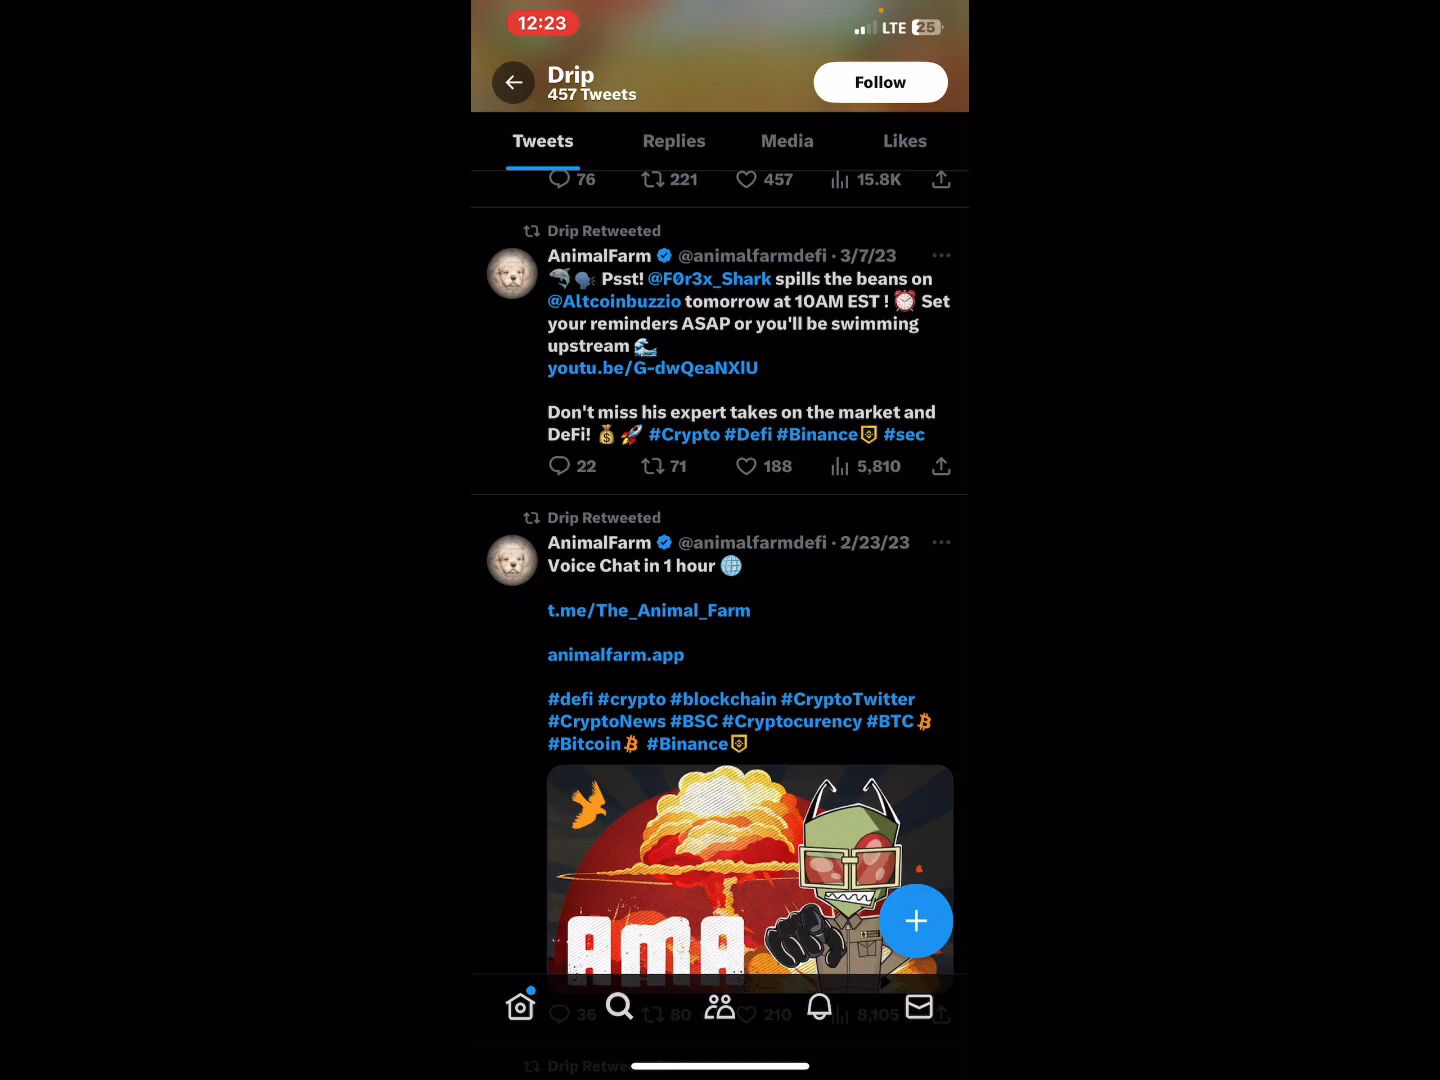 12:23
LTE 25
Drip
457 Tweets
Follow
Tweets Replies Media Likes
76 221 457 15.8K
Drip Retweeted
AnimalFarm @animalfarmdefi · 3/7/23
🦈🗣️ Psst! @F0r3x_Shark spills the beans on
@Altcoinbuzzio tomorrow at 10AM EST ! ⏰ Set
your reminders ASAP or you'll be swimming
upstream 🌊
youtu.be/G-dwQeaNXlU
Don't miss his expert takes on the market and
DeFi! 💰 🚀 #Crypto #Defi #Binance #sec
22 71 188 5,810
Drip Retweeted
AnimalFarm @animalfarmdefi · 2/23/23
Voice Chat in 1 hour 🌐
t.me/The_Animal_Farm
animalfarm.app
#defi #crypto #blockchain #CryptoTwitter
#CryptoNews #BSC #Cryptocurency #BTC
#Bitcoin #Binance
AMA
36 80 210 8,105
Drip Retwe